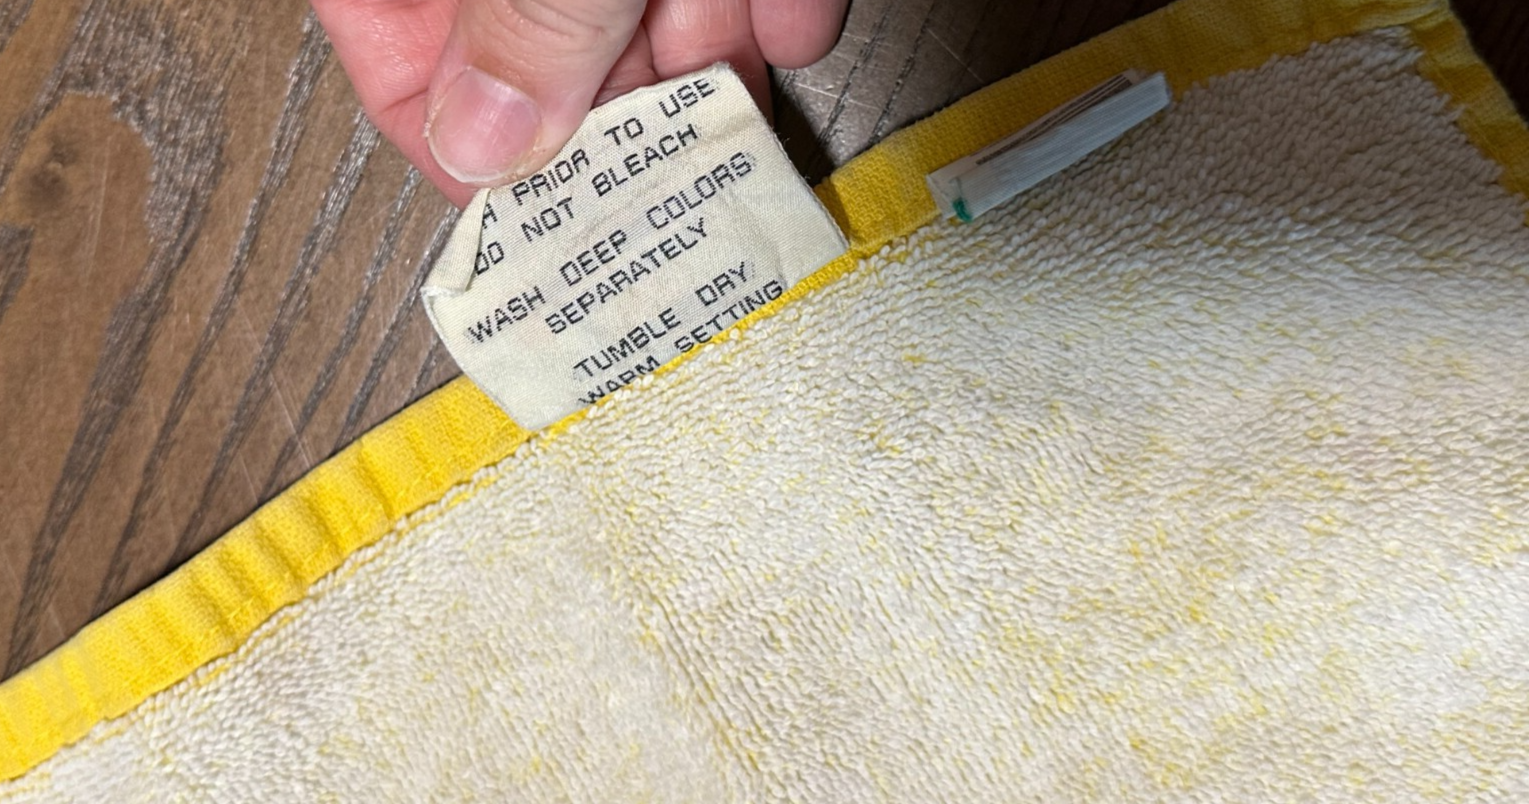 PRIOR TO USE
DO NOT BLEACH
WASH DEEP COLORS
SEPARATELY
TUMBLE DRY
WARM SETTING